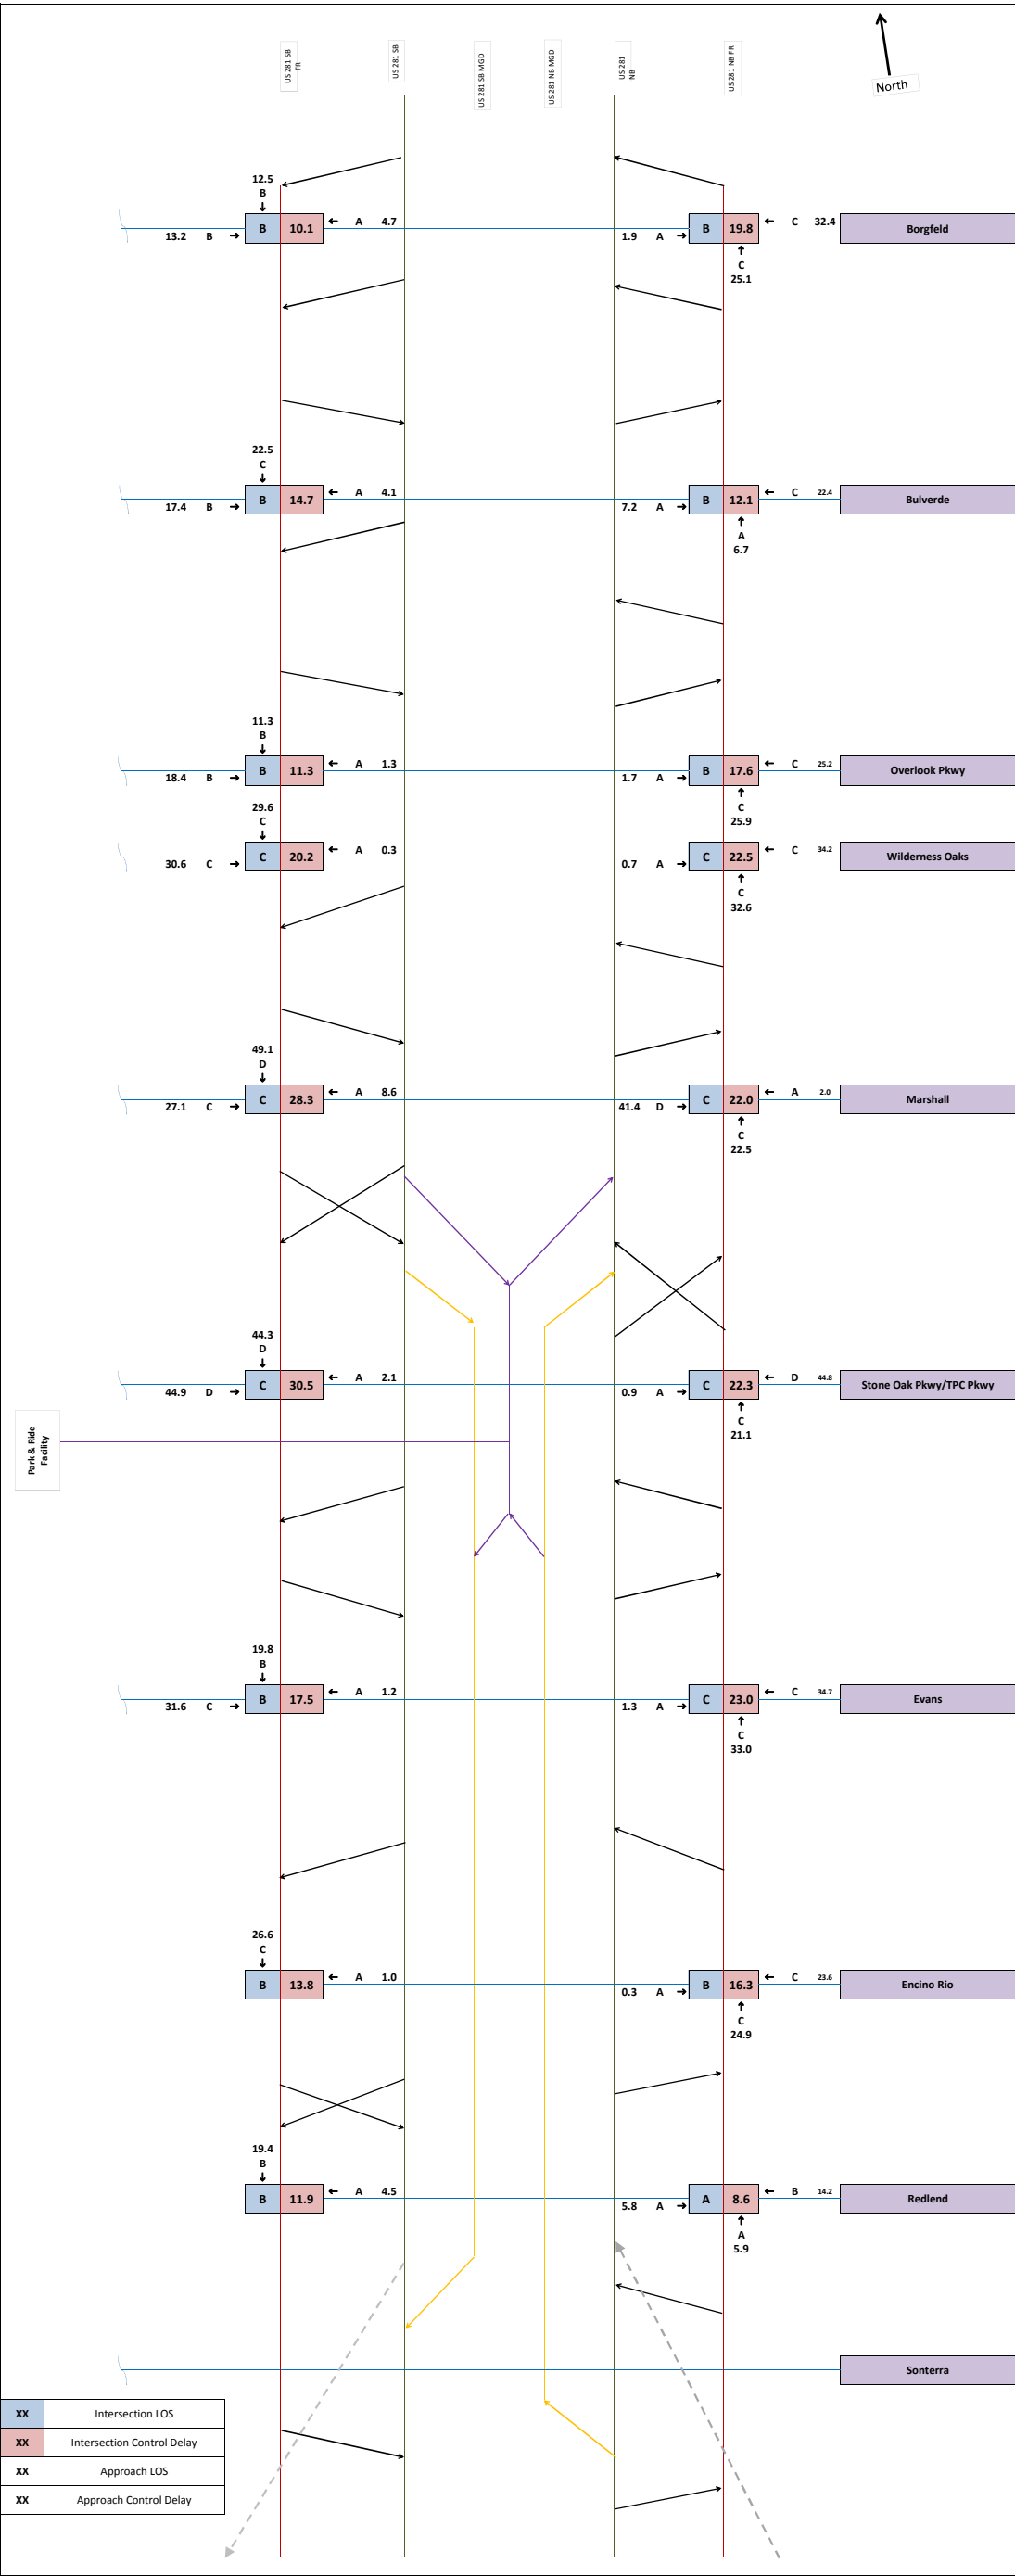 US 281 SB
FR
US 281 SB
US 281 SB MGD
US 281 NB MGD
US 281
NB
US 281 NB FR
North
12.5
B
13.2 B → B 10.1 ← A 4.7
1.9 A → B 19.8 ← C 32.4 Borgfeld
C
25.1
22.5
C
17.4 B → B 14.7 ← A 4.1
7.2 A → B 12.1 ← C 22.4 Bulverde
A
6.7
11.3
B
18.4 B → B 11.3 ← A 1.3
1.7 A → B 17.6 ← C 25.2 Overlook Pkwy
C
25.9
29.6
C
30.6 C → C 20.2 ← A 0.3
0.7 A → C 22.5 ← C 34.2 Wilderness Oaks
C
32.6
49.1
D
27.1 C → C 28.3 ← A 8.6
41.4 D → C 22.0 ← A 2.0 Marshall
C
22.5
44.3
D
44.9 D → C 30.5 ← A 2.1
0.9 A → C 22.3 ← D 44.8 Stone Oak Pkwy/TPC Pkwy
C
21.1
Park & Ride
Facility
19.8
B
31.6 C → B 17.5 ← A 1.2
1.3 A → C 23.0 ← C 34.7 Evans
C
33.0
26.6
C
B 13.8 ← A 1.0
0.3 A → B 16.3 ← C 23.6 Encino Rio
C
24.9
19.4
B
B 11.9 ← A 4.5
5.8 A → A 8.6 ← B 14.2 Redlend
A
5.9
Sonterra
XX Intersection LOS
XX Intersection Control Delay
XX Approach LOS
XX Approach Control Delay